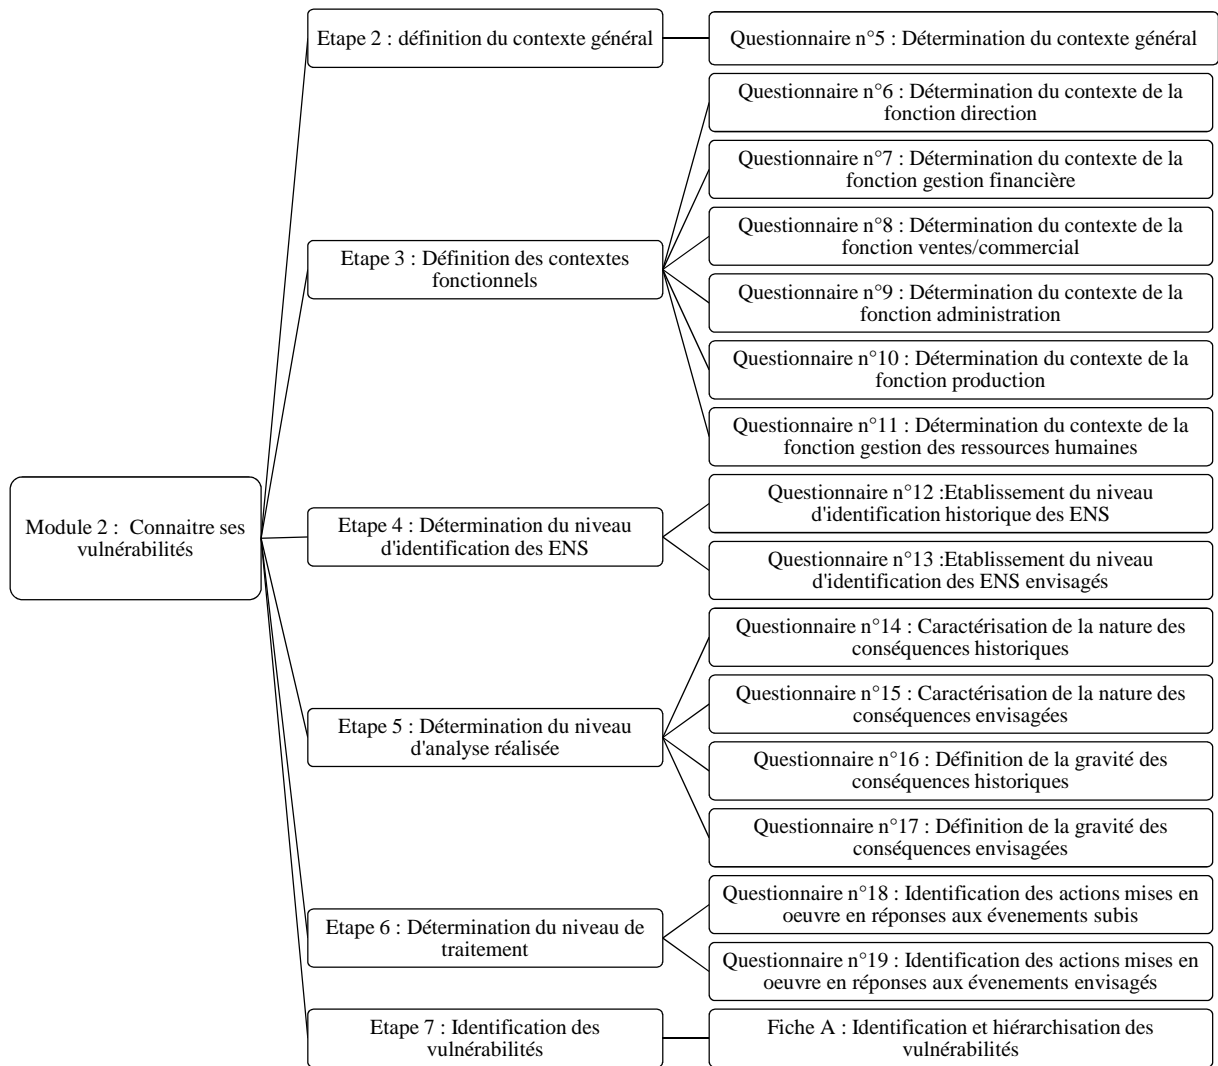 Etape 2 : définition du contexte général
Questionnaire n°5 : Détermination du contexte général
Questionnaire n°6 : Détermination du contexte de la
fonction direction
Questionnaire n°7 : Détermination du contexte de la
fonction gestion financière
Questionnaire n°8 : Détermination du contexte de la
fonction ventes/commercial
Etape 3 : Définition des contextes
fonctionnels
Questionnaire n°9 : Détermination du contexte de la
fonction administration
Questionnaire n°10 : Détermination du contexte de la
fonction production
Questionnaire n°11 : Détermination du contexte de la
fonction gestion des ressources humaines
Module 2 :  Connaitre ses
vulnérabilités
Etape 4 : Détermination du niveau
d'identification des ENS
Questionnaire n°12 :Etablissement du niveau
d'identification historique des ENS
Questionnaire n°13 :Etablissement du niveau
d'identification des ENS envisagés
Questionnaire n°14 : Caractérisation de la nature des
conséquences historiques
Questionnaire n°15 : Caractérisation de la nature des
conséquences envisagées
Etape 5 : Détermination du niveau
d'analyse réalisée
Questionnaire n°16 : Définition de la gravité des
conséquences historiques
Questionnaire n°17 : Définition de la gravité des
conséquences envisagées
Etape 6 : Détermination du niveau de
traitement
Questionnaire n°18 : Identification des actions mises en
oeuvre en réponses aux évenements subis
Questionnaire n°19 : Identification des actions mises en
oeuvre en réponses aux évenements envisagés
Etape 7 : Identification des
vulnérabilités
Fiche A : Identification et hiérarchisation des
vulnérabilités